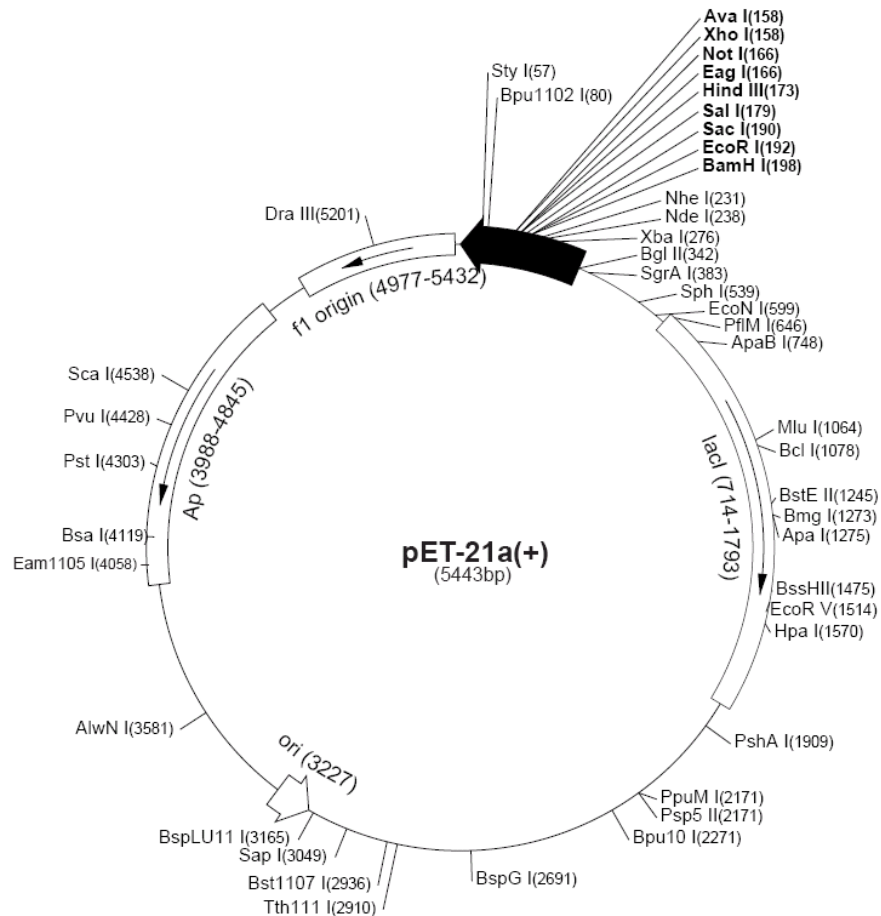 Ava I(158)
Xho I(158)
Not I(166)
Eag I(166)
Hind III(173)
Sal I(179)
Sac I(190)
EcoR I(192)
BamH I(198)
Sty I(57)
Bpu1102 I(80)
Nhe I(231)
Nde I(238)
Xba I(276)
Bgl II(342)
SgrA I(383)
Sph I(539)
EcoN I(599)
PflM I(646)
ApaB I(748)
Dra III(5201)
f1 origin (4977-5432)
Sca I(4538)
Pvu I(4428)
Pst I(4303)
Bsa I(4119)
Eam1105 I(4058)
Ap (3988-4845)
lacI (714-1793)
Mlu I(1064)
Bcl I(1078)
BstE II(1245)
Bmg I(1273)
Apa I(1275)
BssHII(1475)
EcoR V(1514)
Hpa I(1570)
pET-21a(+)
(5443bp)
AlwN I(3581)
ori (3227)
PshA I(1909)
PpuM I(2171)
Psp5 II(2171)
Bpu10 I(2271)
BspLU11 I(3165)
Sap I(3049)
Bst1107 I(2936)
Tth111 I(2910)
BspG I(2691)